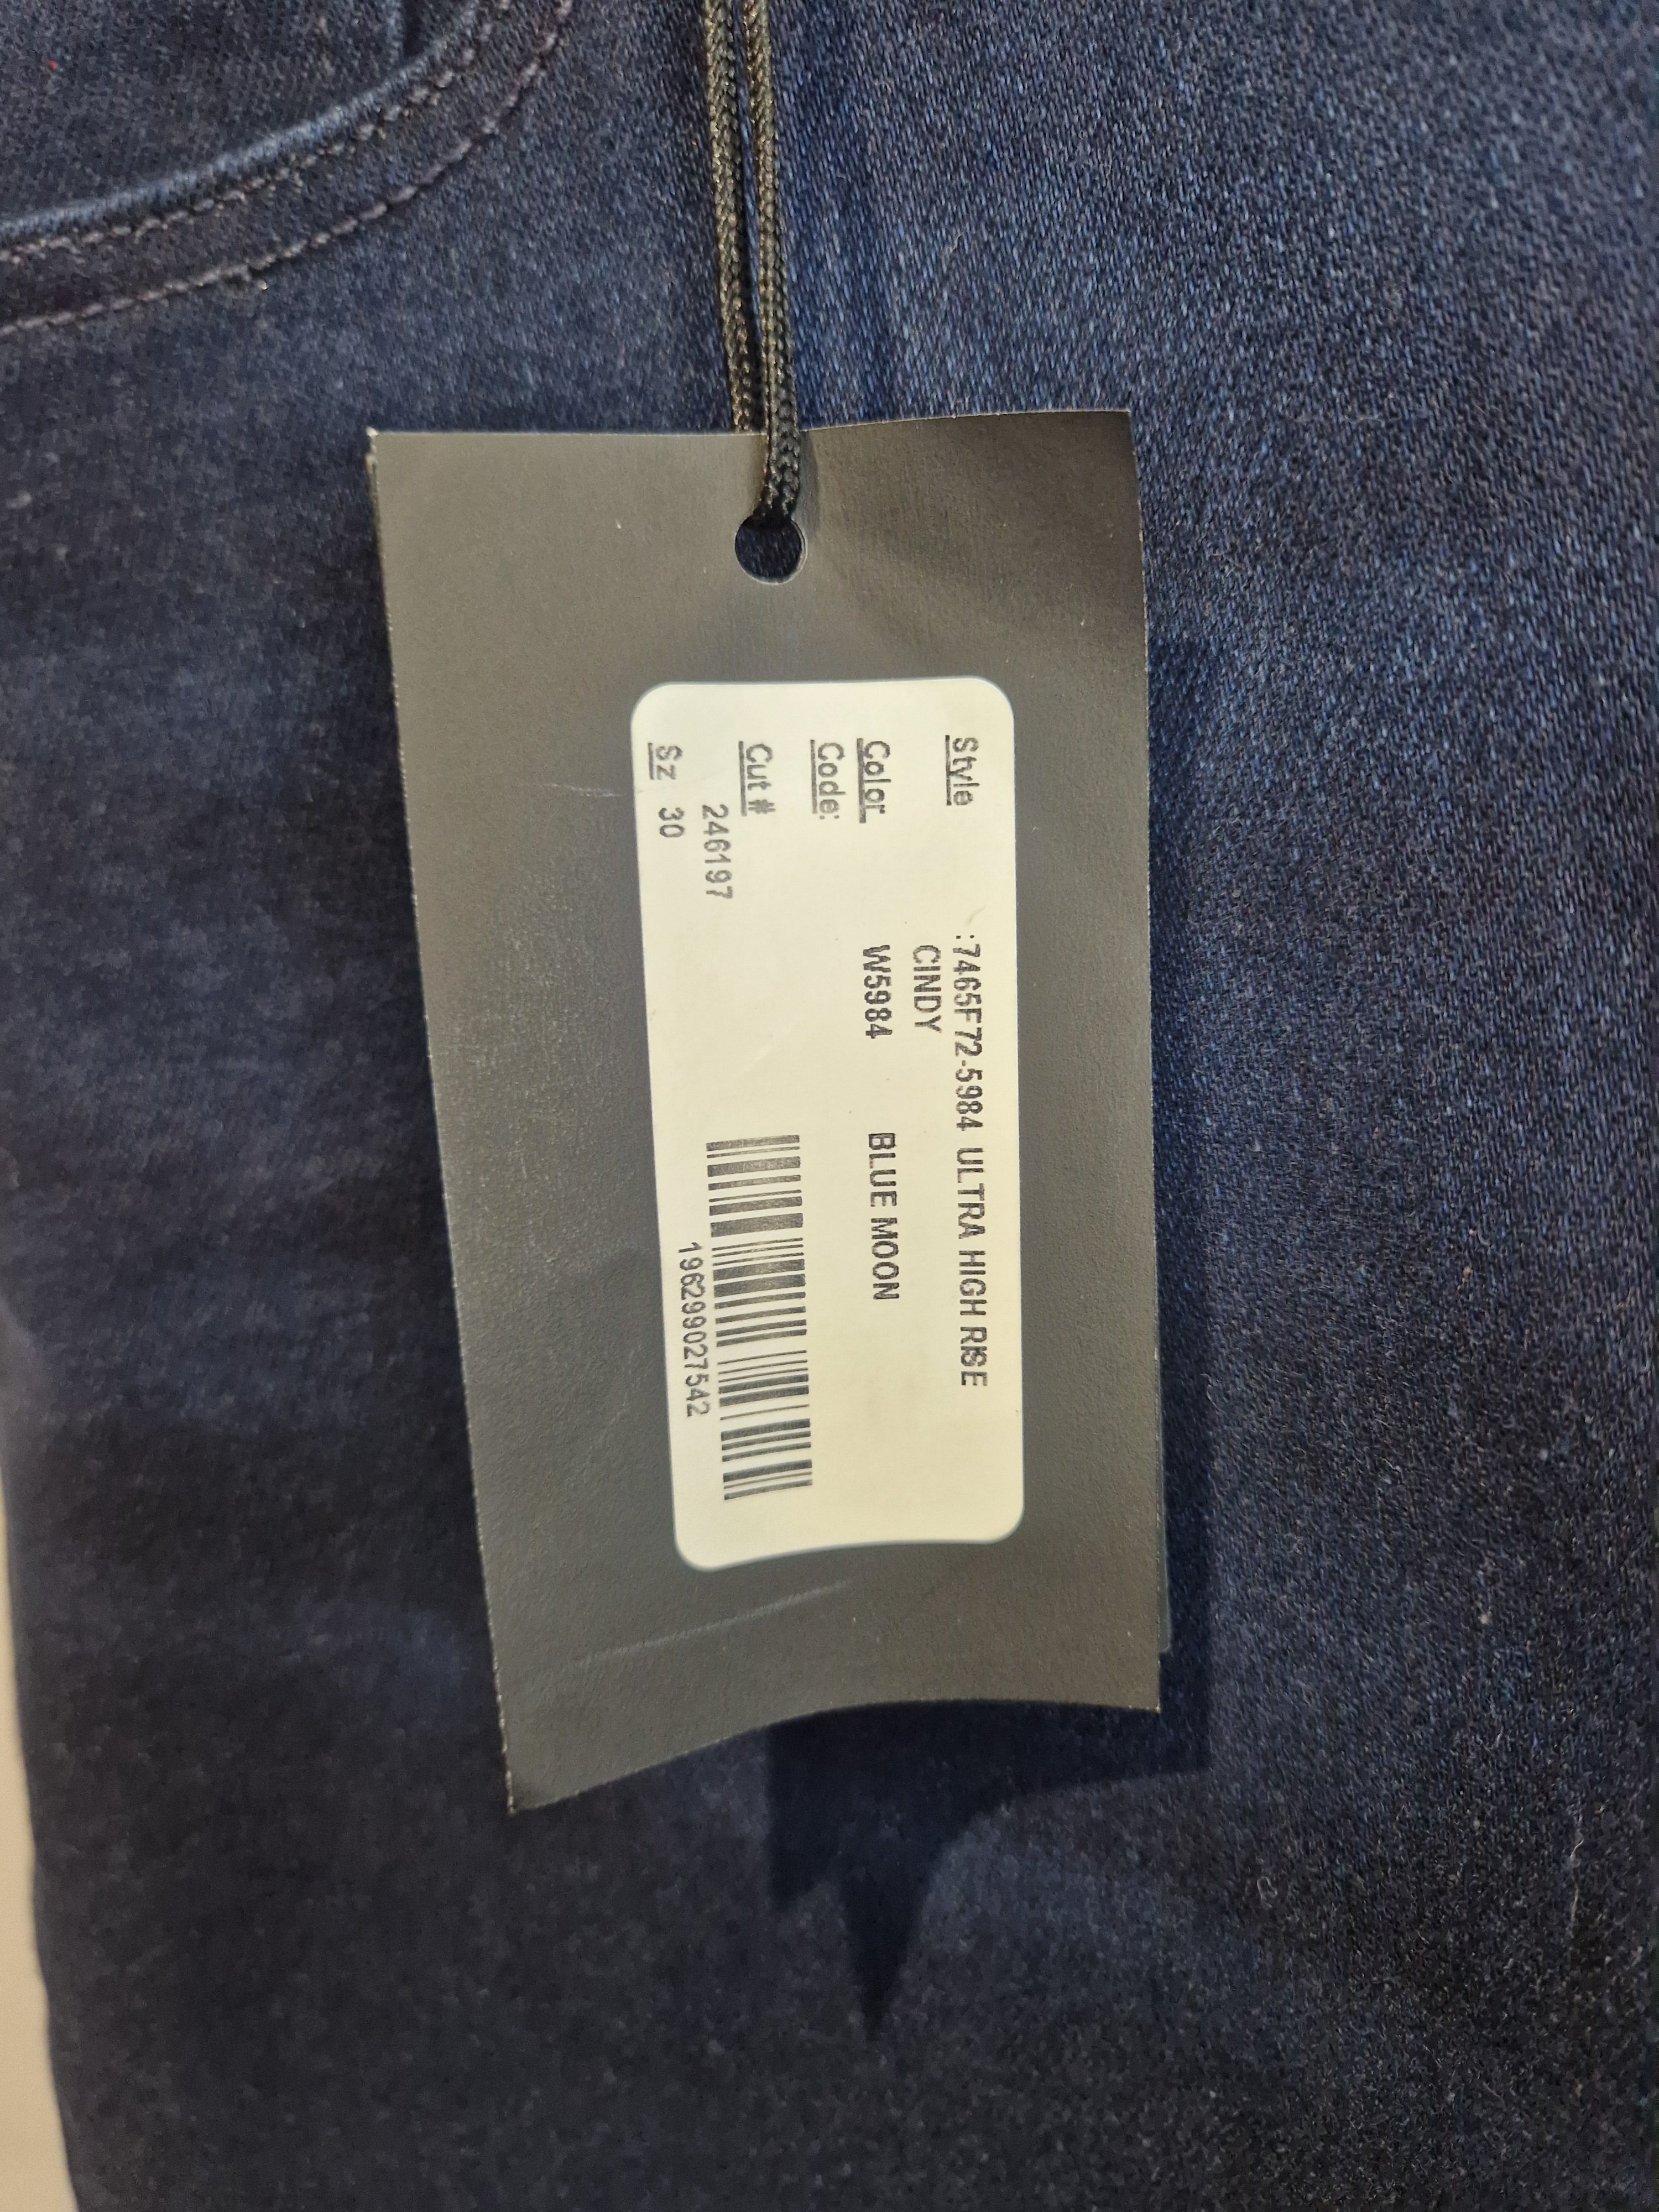 Style :7465F72-5984 ULTRA HIGH RISE
CINDY
Color W5984 BLUE MOON
Code:
Cut #
246197
Sz 30
196299027542